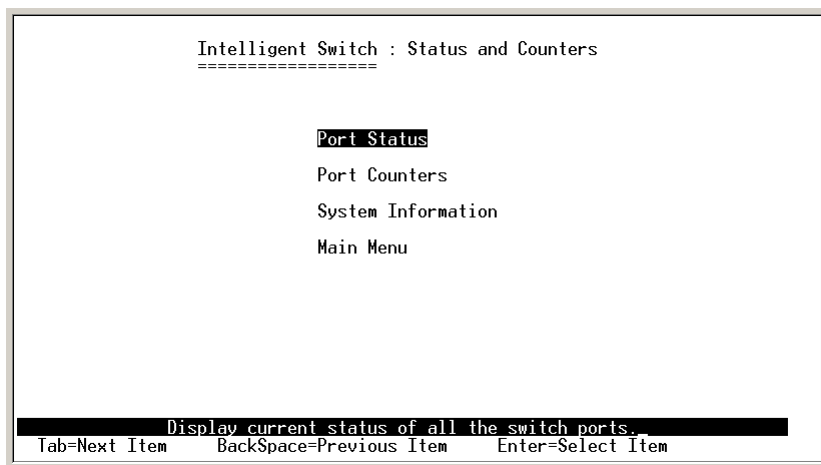 Intelligent Switch : Status and Counters
==================
Port Status
Port Counters
System Information
Main Menu
Display current status of all the switch ports._
Tab=Next Item BackSpace=Previous Item Enter=Select Item